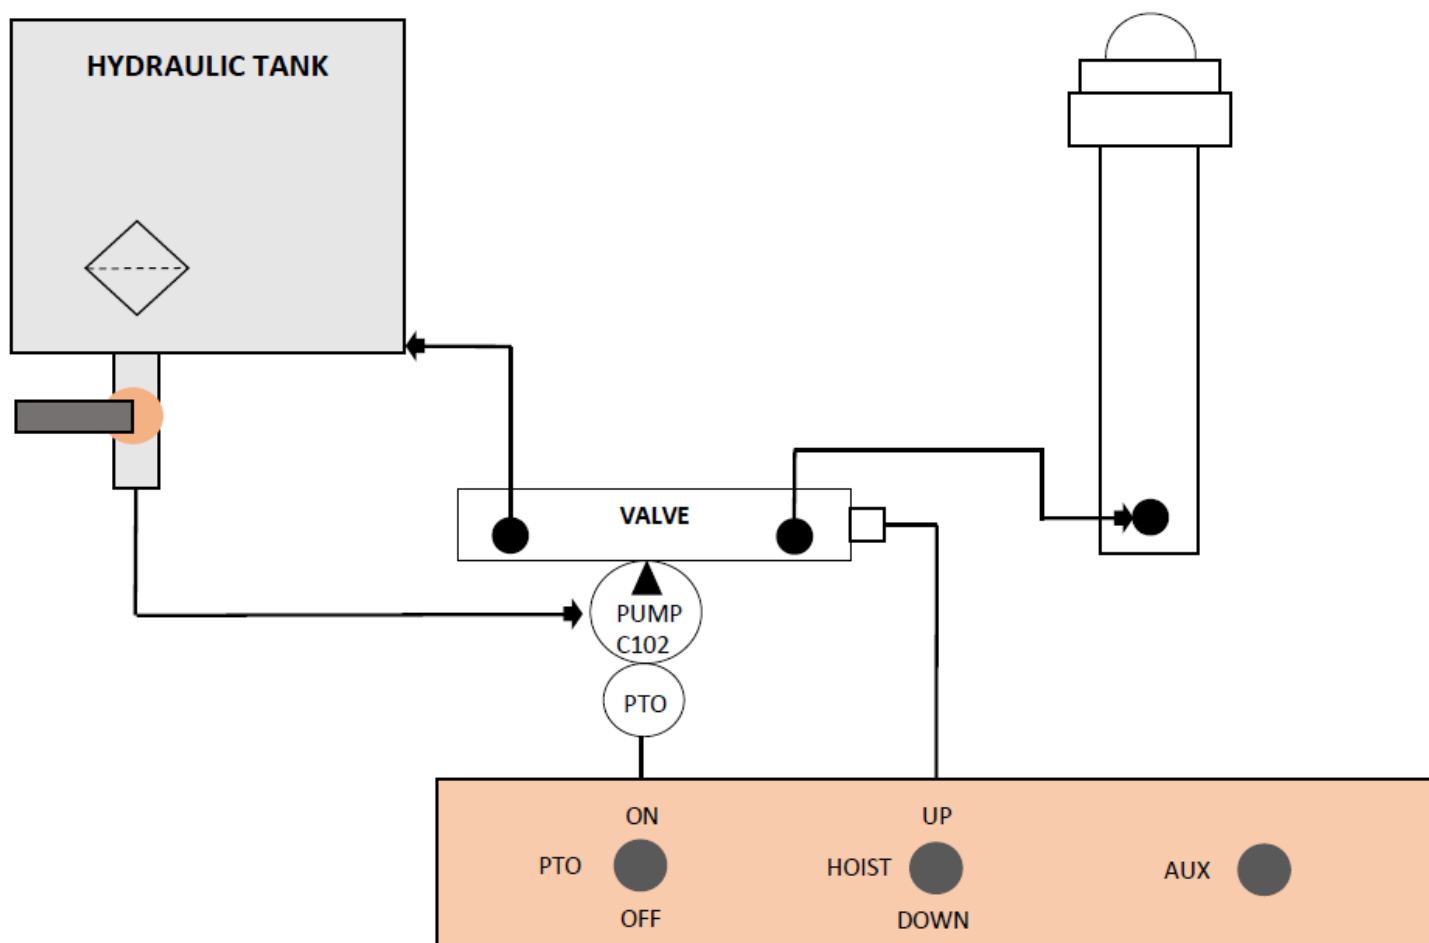 HYDRAULIC TANK
VALVE
PUMP
C102
PTO
ON
UP
PTO
HOIST
AUX
OFF
DOWN